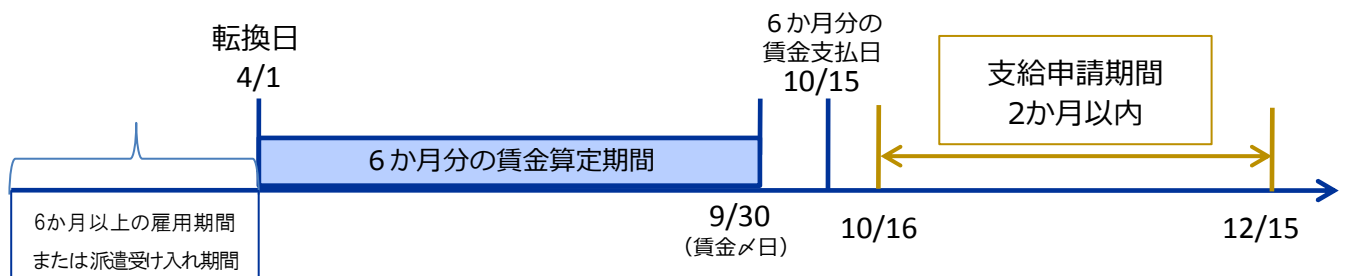 転換日
4/1
６か月分の
賃金支払日
10/15
支給申請期間
2か月以内
６か月分の賃金算定期間
6か月以上の雇用期間
または派遣受け入れ期間
9/30
（賃金〆日）
10/16
12/15